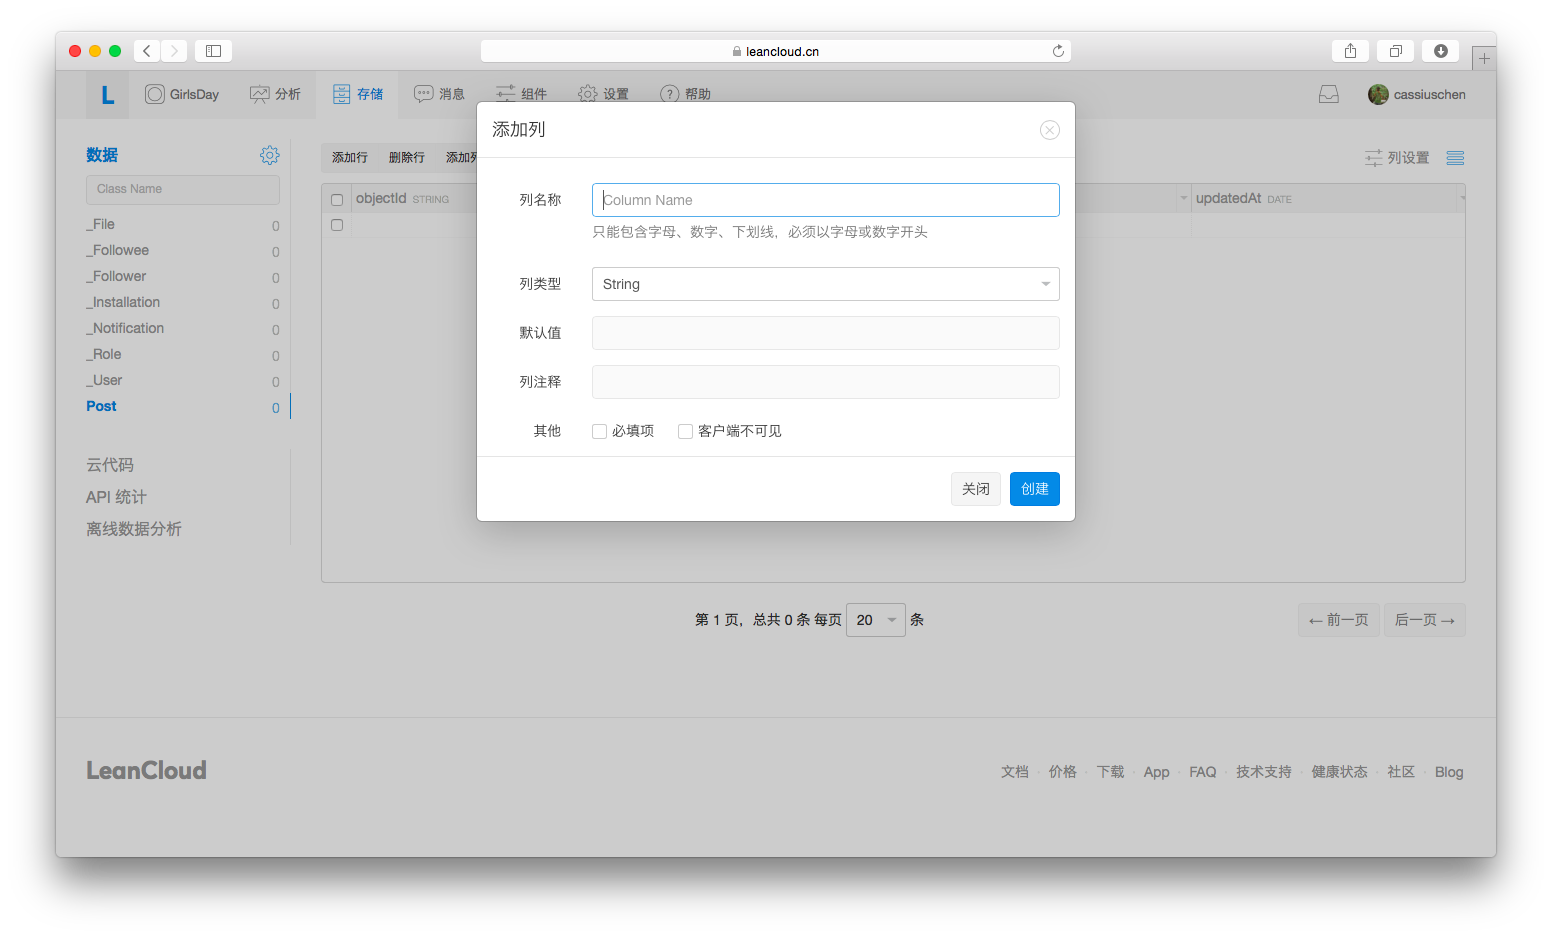 leancloud.cn
L GirlsDay 分析 存储 消息 组件 设置 帮助 cassiuschen
数据
Class Name
_File 0
_Followee 0
_Follower 0
_Installation 0
_Notification 0
_Role 0
_User 0
Post 0
云代码
API 统计
离线数据分析
添加行 删除行 添加列 列设置
objectId STRING updatedAt DATE
添加列
列名称 Column Name
只能包含字母、数字、下划线，必须以字母或数字开头
列类型 String
默认值
列注释
其他 必填项 客户端不可见
关闭 创建
第 1 页，总共 0 条 每页 20 条 ← 前一页 后一页 →
LeanCloud
文档 · 价格 · 下载 · App · FAQ · 技术支持 · 健康状态 · 社区 · Blog